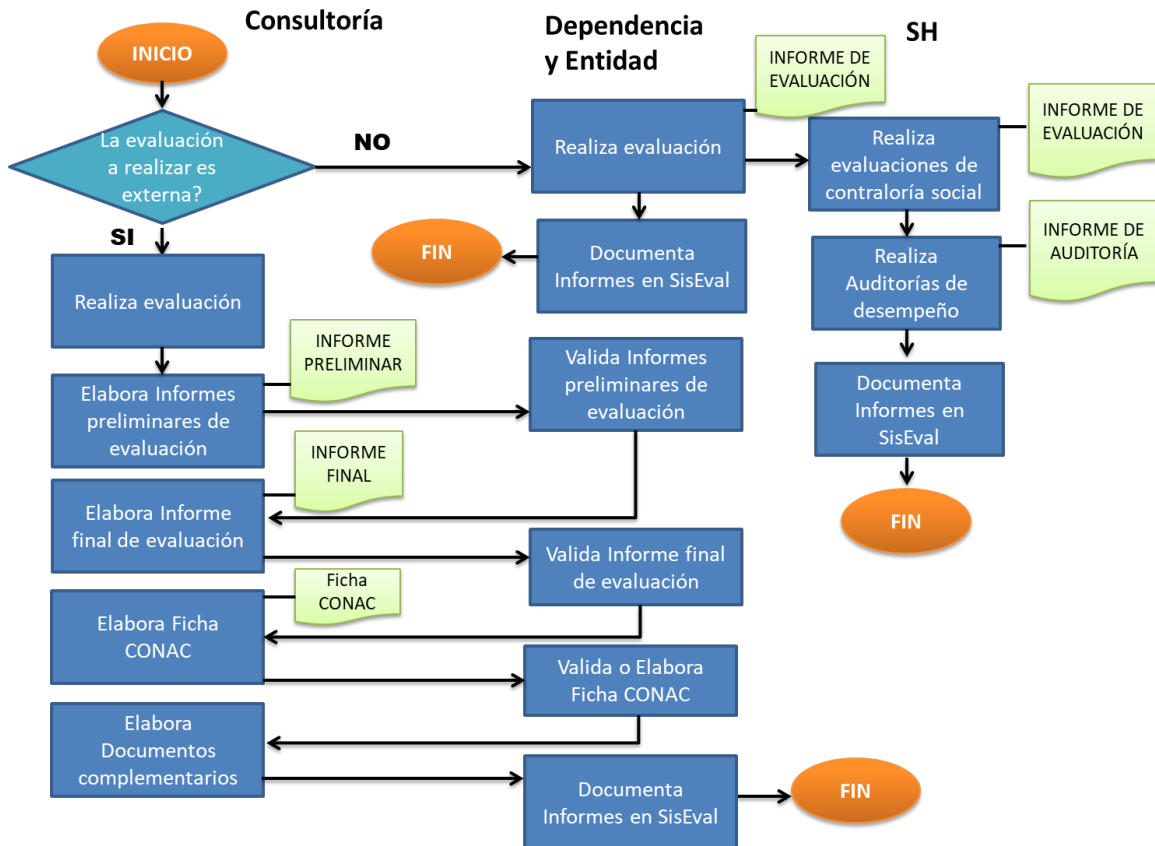 Consultoría
Dependencia
y Entidad
SH
INICIO
La evaluación
a realizar es
externa?
NO
SI
Realiza evaluación
INFORME DE
EVALUACIÓN
Realiza
evaluaciones de
contraloría social
INFORME DE
EVALUACIÓN
FIN
Documenta
Informes en SisEval
Realiza
Auditorías de
desempeño
INFORME DE
AUDITORÍA
Documenta
Informes en
SisEval
FIN
Realiza evaluación
Elabora Informes
preliminares de
evaluación
INFORME
PRELIMINAR
Valida Informes
preliminares de
evaluación
Elabora Informe
final de evaluación
INFORME
FINAL
Valida Informe final
de evaluación
Elabora Ficha
CONAC
Ficha
CONAC
Valida o Elabora
Ficha CONAC
Elabora
Documentos
complementarios
Documenta
Informes en SisEval
FIN